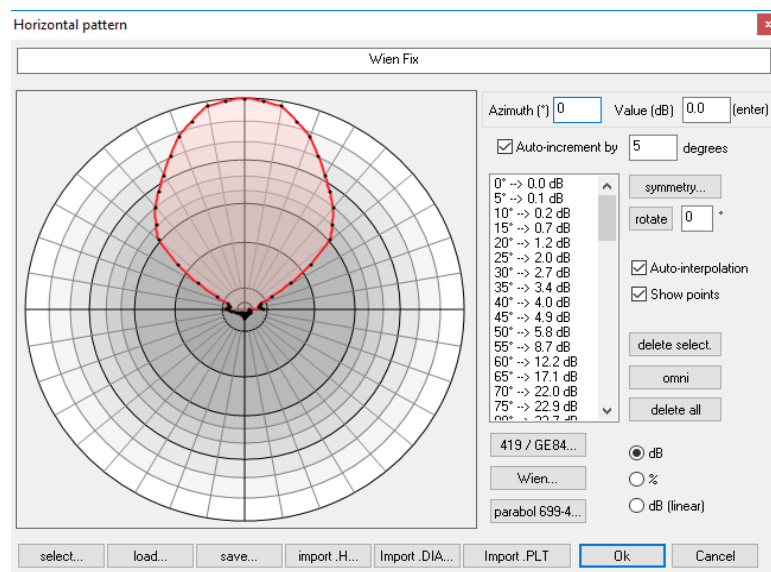 Horizontal pattern
x
Wien Fix
Azimuth (°) 0 Value (dB) 0.0 (enter)
Auto-increment by 5 degrees
0° --> 0.0 dB
5° --> 0.1 dB
10° --> 0.2 dB
15° --> 0.7 dB
20° --> 1.2 dB
25° --> 2.0 dB
30° --> 2.7 dB
35° --> 3.4 dB
40° --> 4.0 dB
45° --> 4.9 dB
50° --> 5.8 dB
55° --> 8.7 dB
60° --> 12.2 dB
65° --> 17.1 dB
70° --> 22.0 dB
75° --> 22.9 dB
symmetry...
rotate 0 °
Auto-interpolation
Show points
delete select.
omni
delete all
419 / GE84...
Wien...
parabol 699-4...
dB
%
dB (linear)
select... load... save... import .H... Import .DIA... Import .PLT Ok Cancel